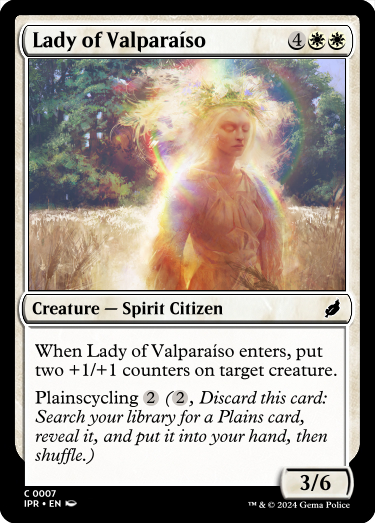 Lady of Valparaíso 4
Creature — Spirit Citizen
When Lady of Valparaíso enters, put
two +1/+1 counters on target creature.
Plainscycling 2 (2, Discard this card:
Search your library for a Plains card,
reveal it, and put it into your hand, then
shuffle.)
3/6
C 0007
IPR • EN
™ & © 2024 Gema Police